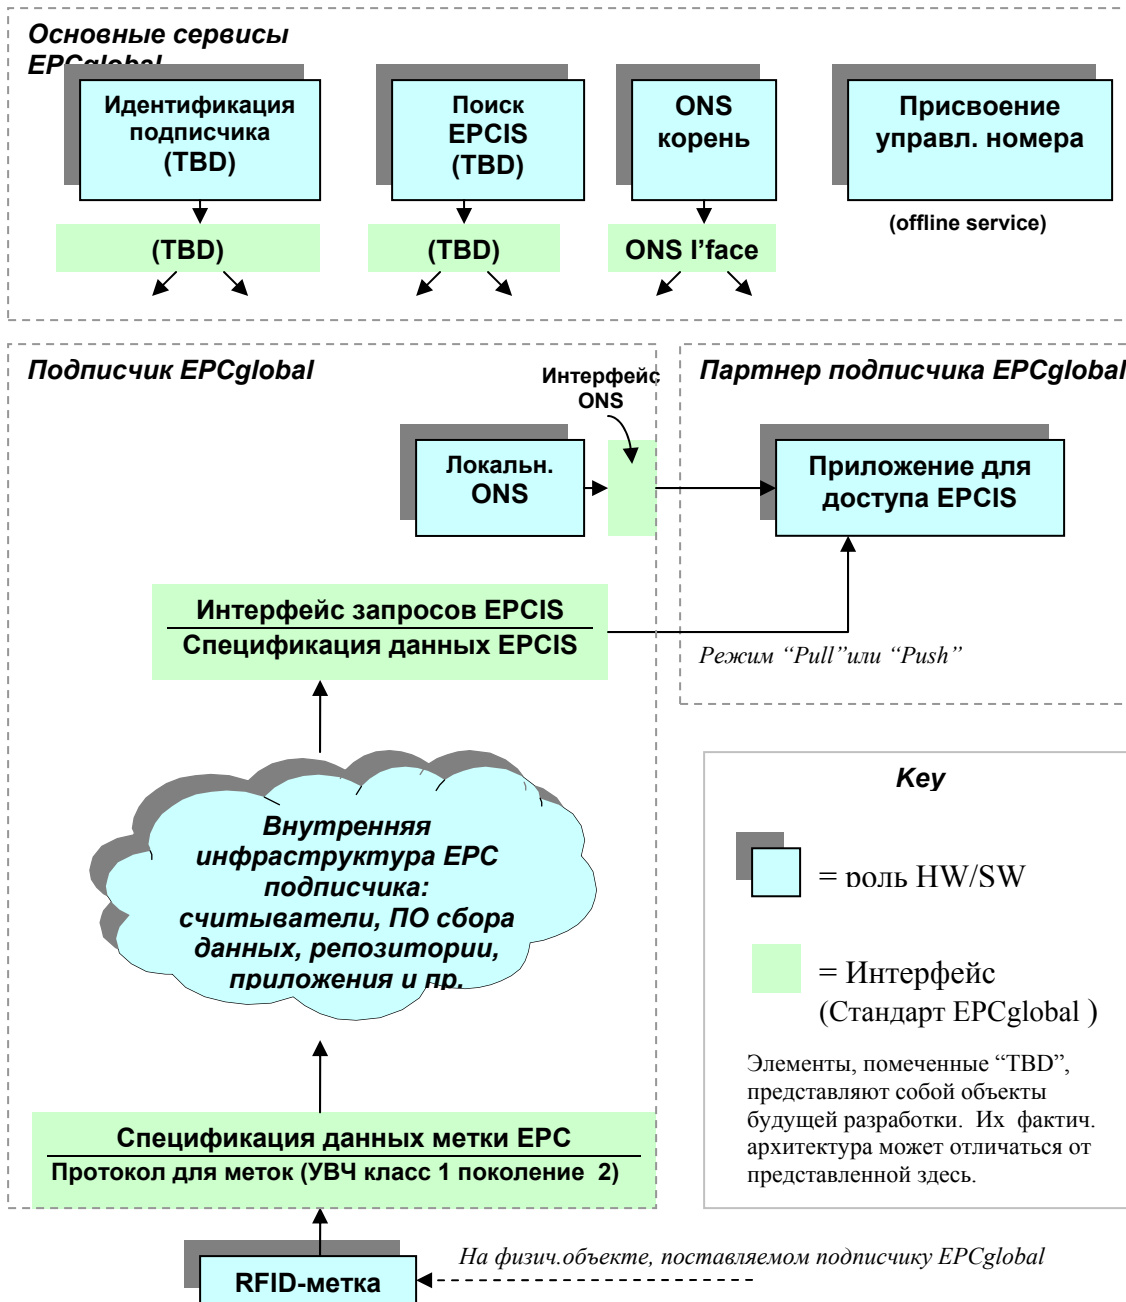 Основные сервисы
EPCglobal
Идентификация
подписчика
(TBD)
Поиск
EPCIS
(TBD)
ONS
корень
Присвоение
управл. номера
(offline service)
(TBD)
(TBD)
ONS I’face
Подписчик EPCglobal
Интерфейс
ONS
Партнер подписчика EPCglobal
Локальн.
ONS
Приложение для
доступа EPCIS
Интерфейс запросов EPCIS
Спецификация данных EPCIS
Режим “Pull”или “Push”
Внутренняя
инфраструктура EPC
подписчика:
считыватели, ПО сбора
данных, репозитории,
приложения и пр.
Key
= роль HW/SW
= Интерфейс
(Стандарт EPCglobal )
Элементы, помеченные “TBD”,
представляют собой объекты
будущей разработки. Их фактич.
архитектура может отличаться от
представленной здесь.
Спецификация данных метки EPC
Протокол для меток (УВЧ класс 1 поколение 2)
На физич.объекте, поставляемом подписчику EPCglobal
RFID-метка